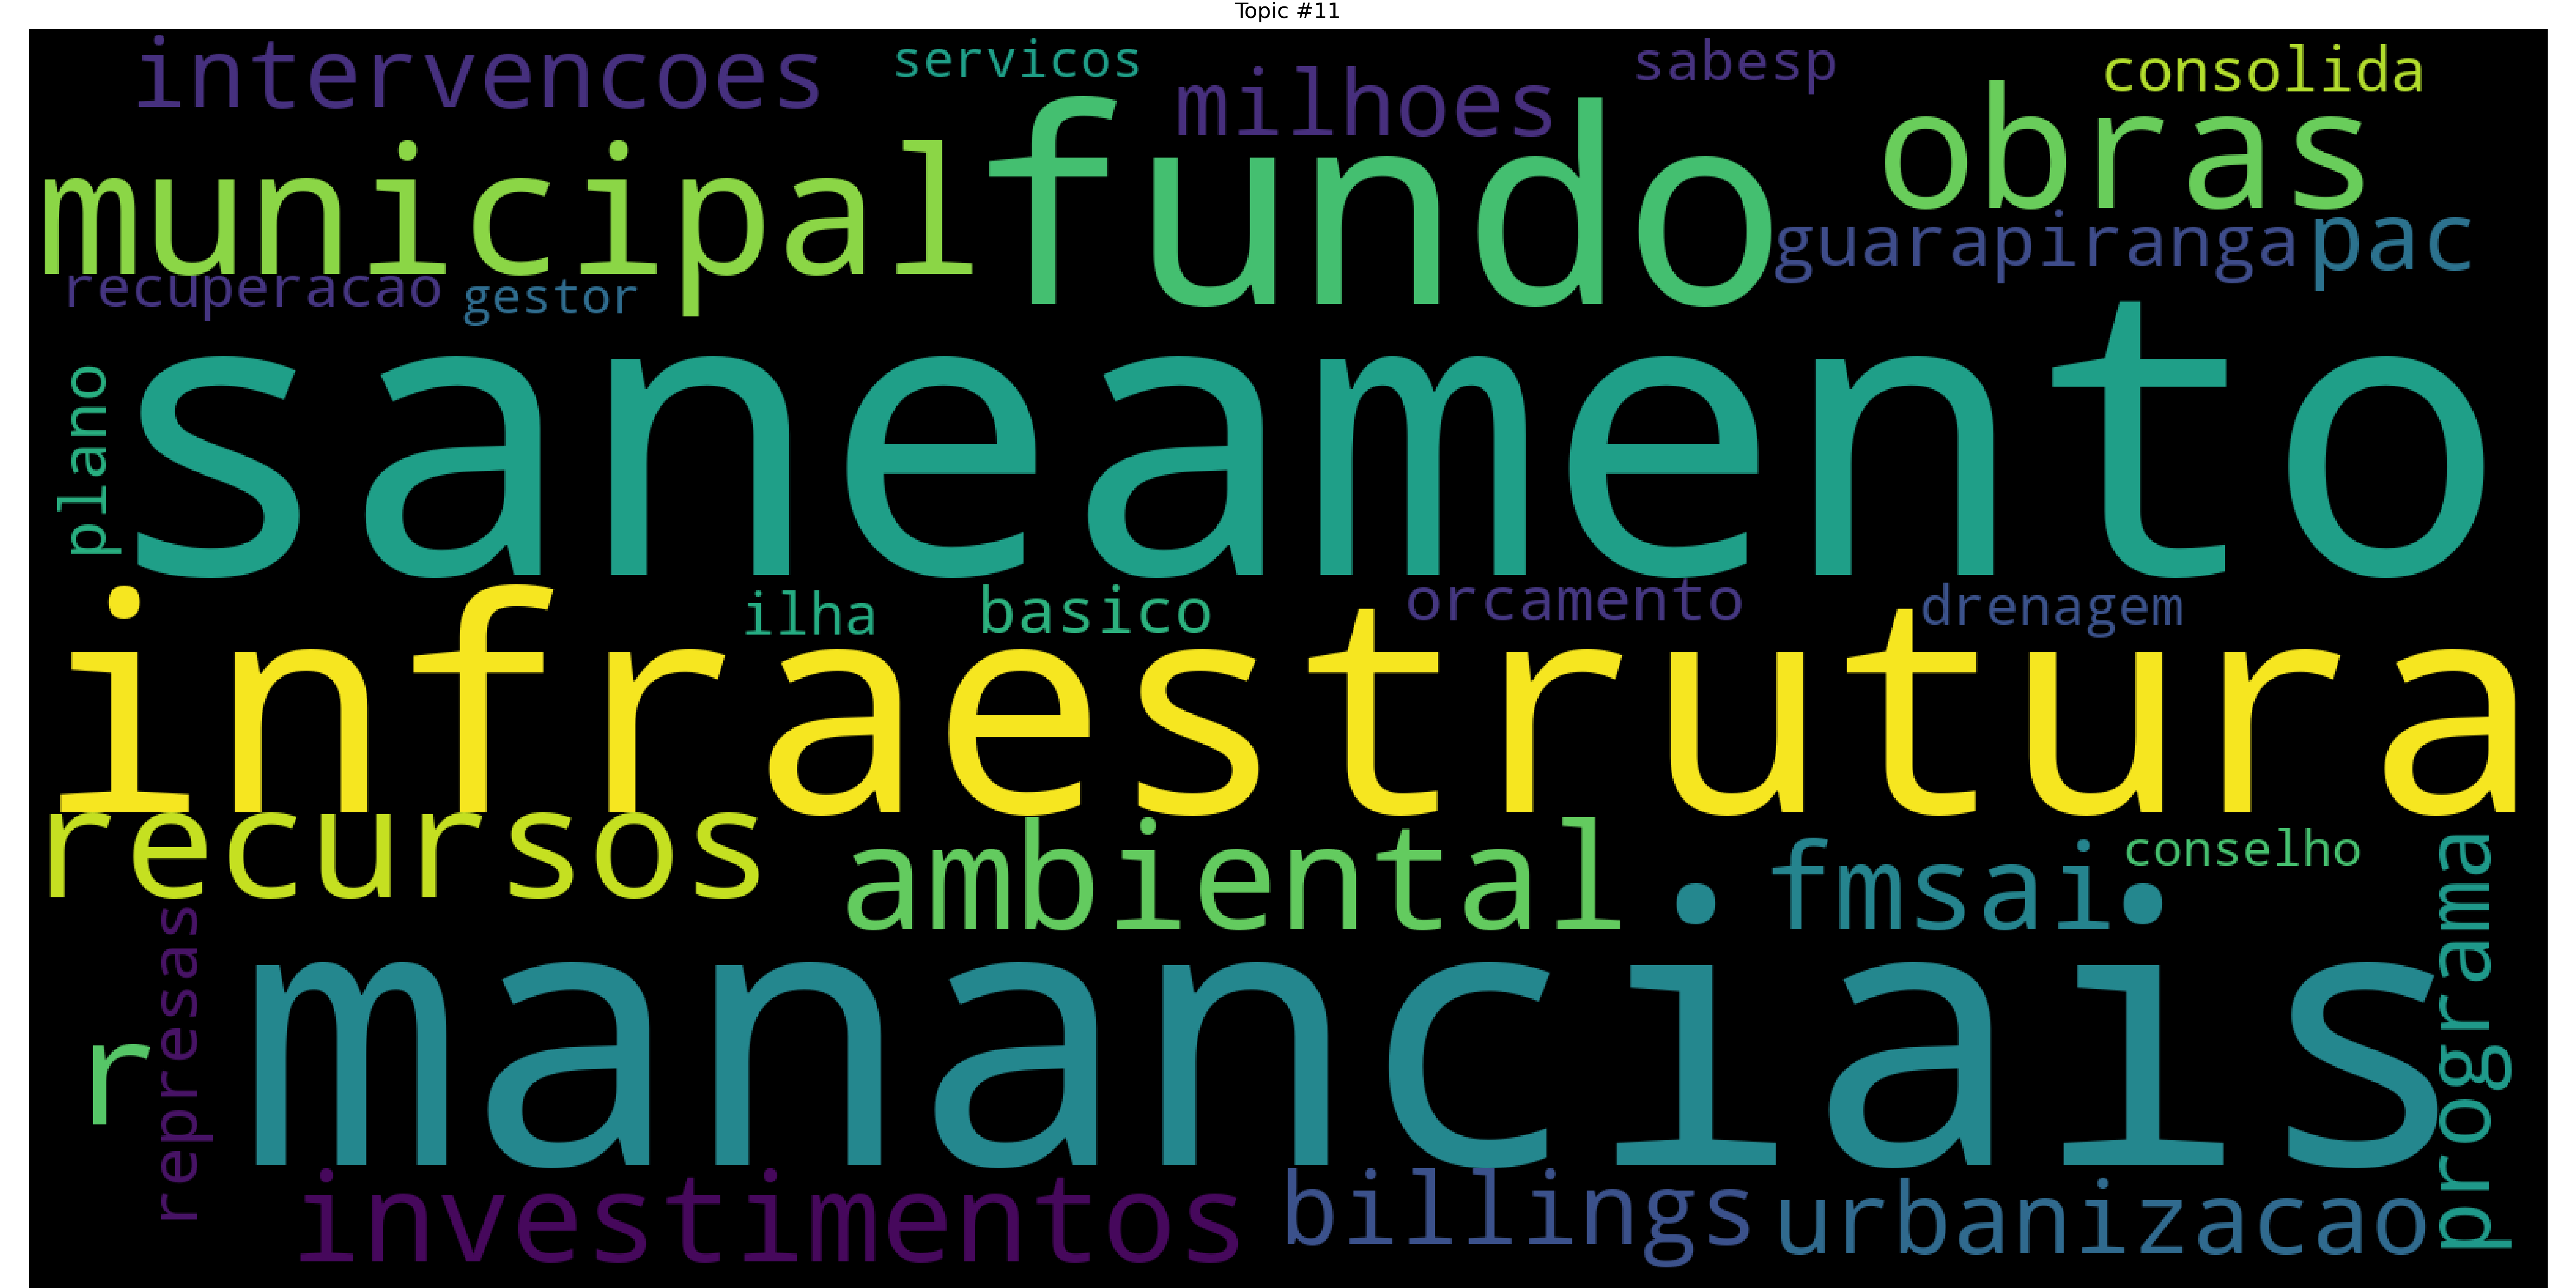 Topic #11
intervencoes
servicos
milhoes
sabesp
consolida
municipal
fundo
obras
guarapiranga
pac
recuperacao
gestor
plano
saneamento
ilha
basico
orcamento
drenagem
infraestrutura
recursos
ambiental
fmsai
conselho
programa
represas
r
mananciais
investimentos
billings
urbanizacao